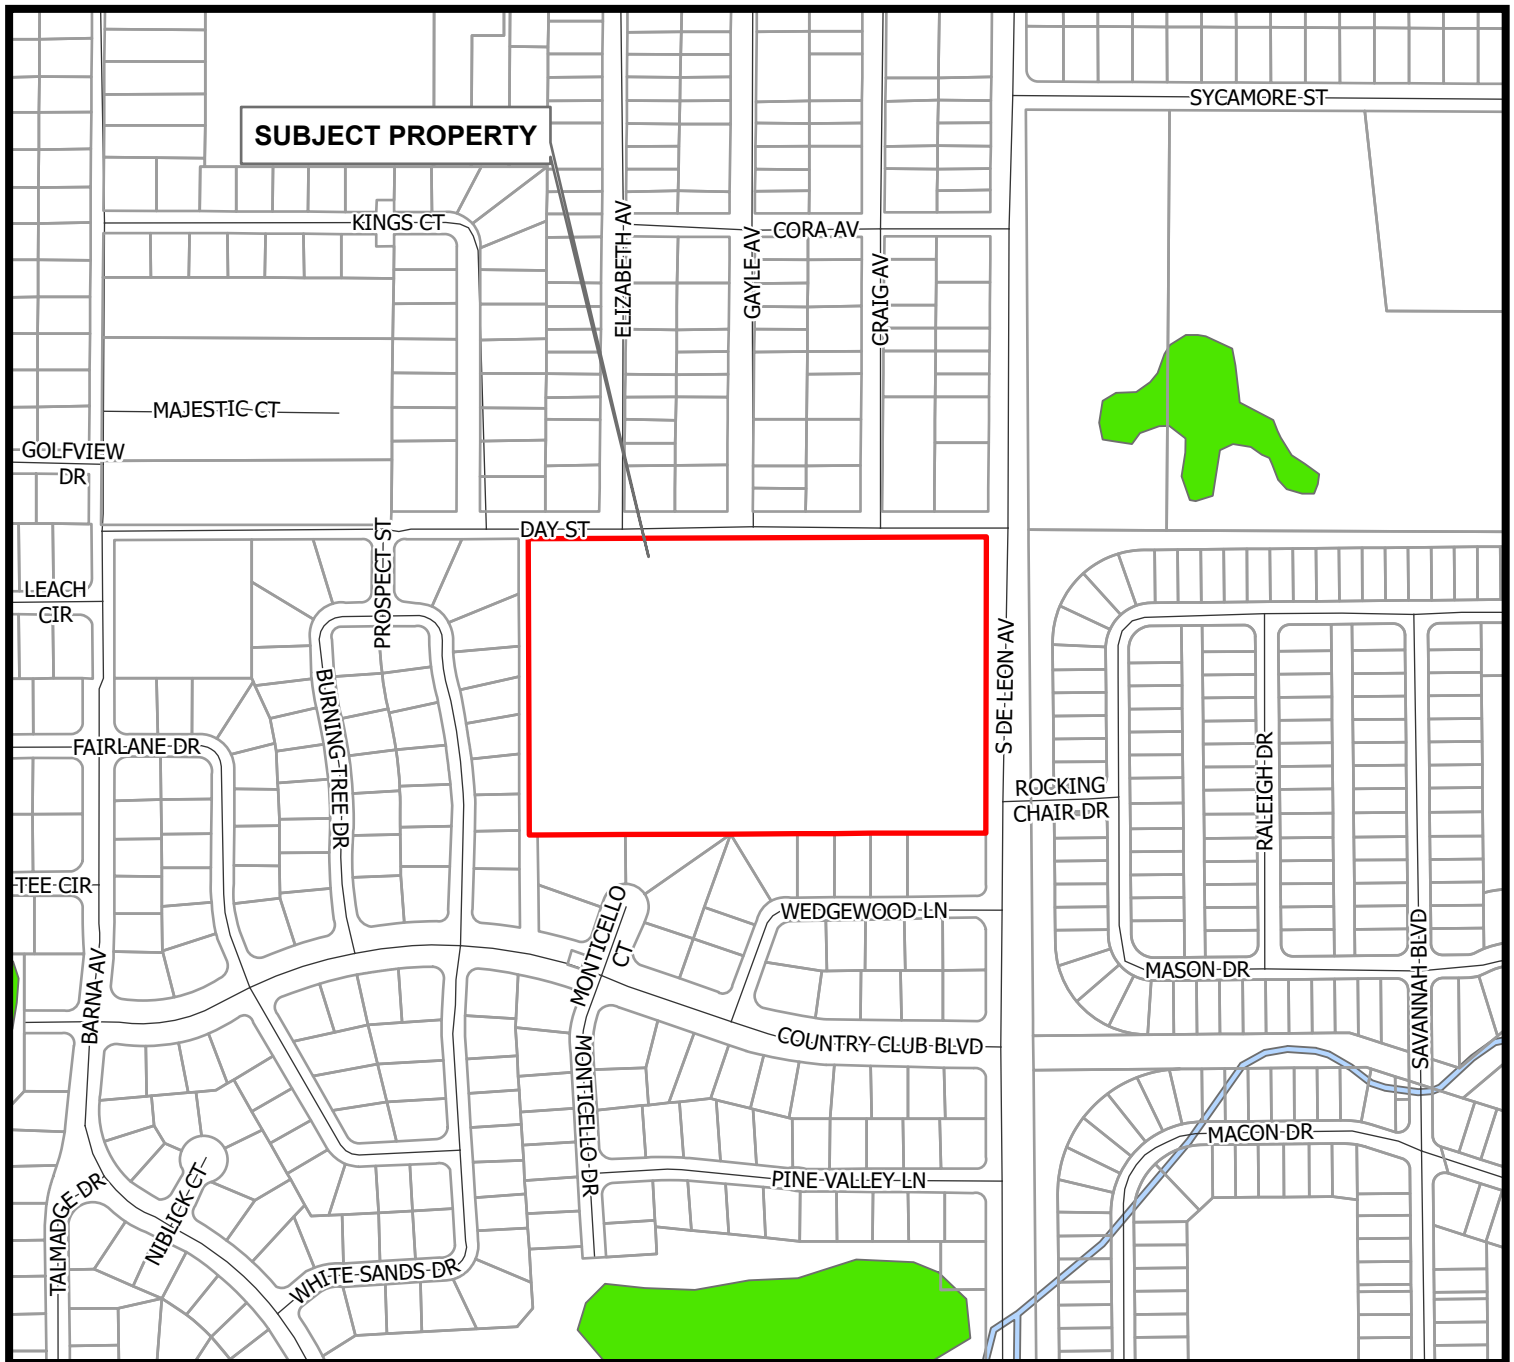 SYCAMORE ST
SUBJECT PROPERTY
KINGS CT
ELIZABETH AV
CORA AV
GAYLE AV
CRAIG AV
MAJESTIC CT
GOLFVIEW
DR
DAY ST
PROSPECT ST
LEACH
CIR
S DE LEON AV
BURNING TREE DR
FAIRLANE DR
RALEIGH DR
ROCKING
CHAIR DR
TEE CIR
WEDGEWOOD LN
MONTICELLO
CT
SAVANNAH BLVD
MASON DR
BARNA AV
COUNTRY CLUB BLVD
MONTICELLO DR
MACON DR
TALMADGE DR
NIBLICK CT
PINE VALLEY LN
WHITE SANDS DR